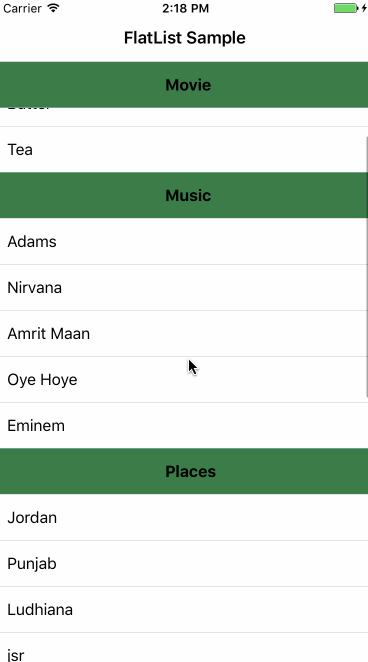 Carrier 2:18 PM
FlatList Sample
Movie
Tea
Music
Adams
Nirvana
Amrit Maan
Oye Hoye
Eminem
Places
Jordan
Punjab
Ludhiana
jsr